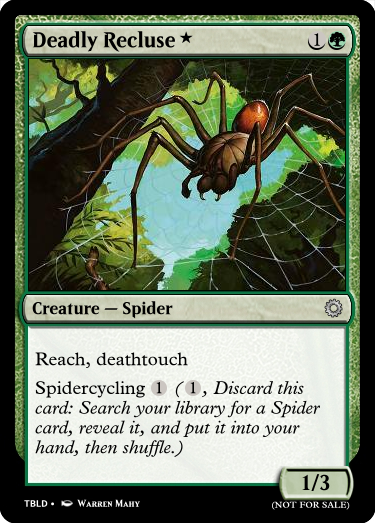 Deadly Recluse★ 1
Creature — Spider
Reach, deathtouch
Spidercycling 1 (1, Discard this
card: Search your library for a Spider
card, reveal it, and put it into your
hand, then shuffle.)
1/3
TBLD • Warren Mahy
(NOT FOR SALE)